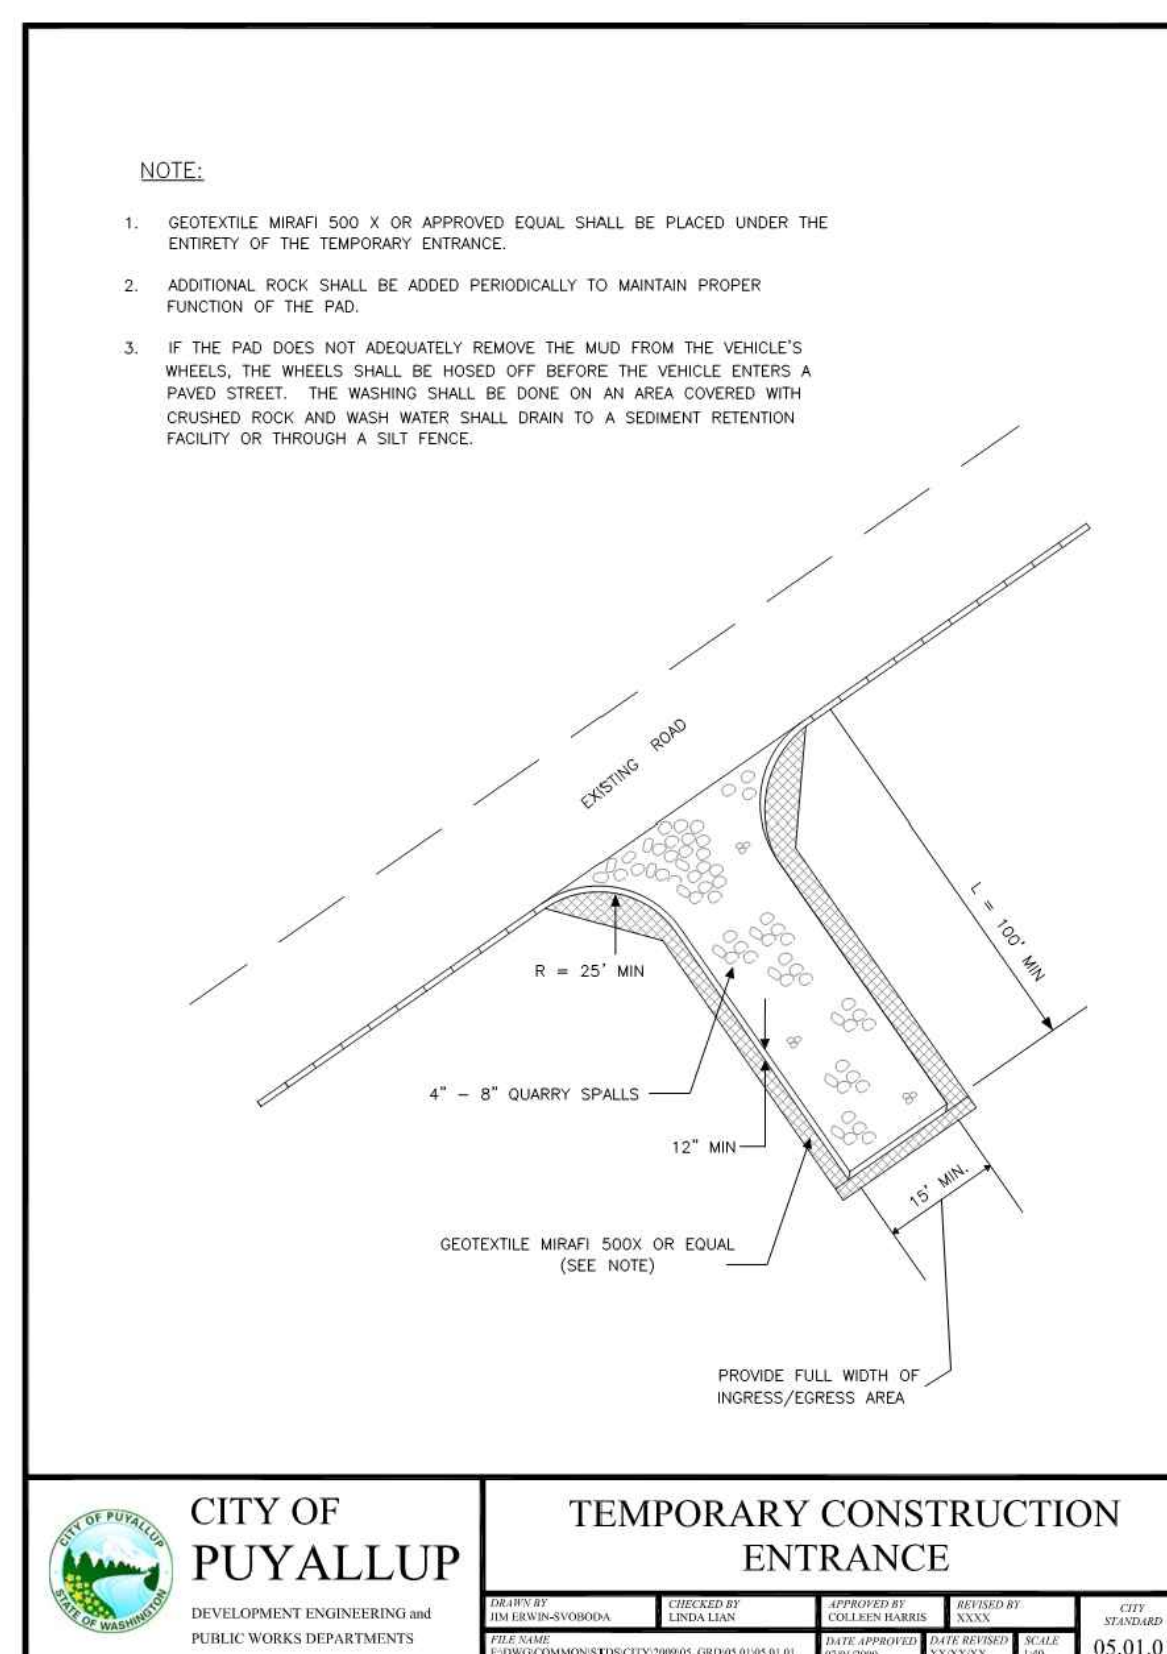 NOTE:
1. GEOTEXTILE MIRAFI 500 X OR APPROVED EQUAL SHALL BE PLACED UNDER THE
ENTIRETY OF THE TEMPORARY ENTRANCE.
2. ADDITIONAL ROCK SHALL BE ADDED PERIODICALLY TO MAINTAIN PROPER
FUNCTION OF THE PAD.
3. IF THE PAD DOES NOT ADEQUATELY REMOVE THE MUD FROM THE VEHICLE'S
WHEELS, THE WHEELS SHALL BE HOSED OFF BEFORE THE VEHICLE ENTERS A
PAVED STREET. THE WASHING SHALL BE DONE ON AN AREA COVERED WITH
CRUSHED ROCK AND WASH WATER SHALL DRAIN TO A SEDIMENT RETENTION
FACILITY OR THROUGH A SILT FENCE.
EXISTING ROAD
L = 100' MIN
R = 25' MIN
4" - 8" QUARRY SPALLS
12" MIN
15' MIN.
GEOTEXTILE MIRAFI 500X OR EQUAL
(SEE NOTE)
PROVIDE FULL WIDTH OF
INGRESS/EGRESS AREA
CITY OF PUYALLUP
STATE OF WASHINGTON
CITY OF
PUYALLUP
DEVELOPMENT ENGINEERING and
PUBLIC WORKS DEPARTMENTS
TEMPORARY CONSTRUCTION
ENTRANCE
DRAWN BY
JIM ERWIN-SVOBODA
CHECKED BY
LINDA LIAN
APPROVED BY
COLLEEN HARRIS
REVISED BY
XXXX
CITY
STANDARD
05.01.0
FILE NAME
DATE APPROVED
DATE REVISED
XX/XX/XX
SCALE